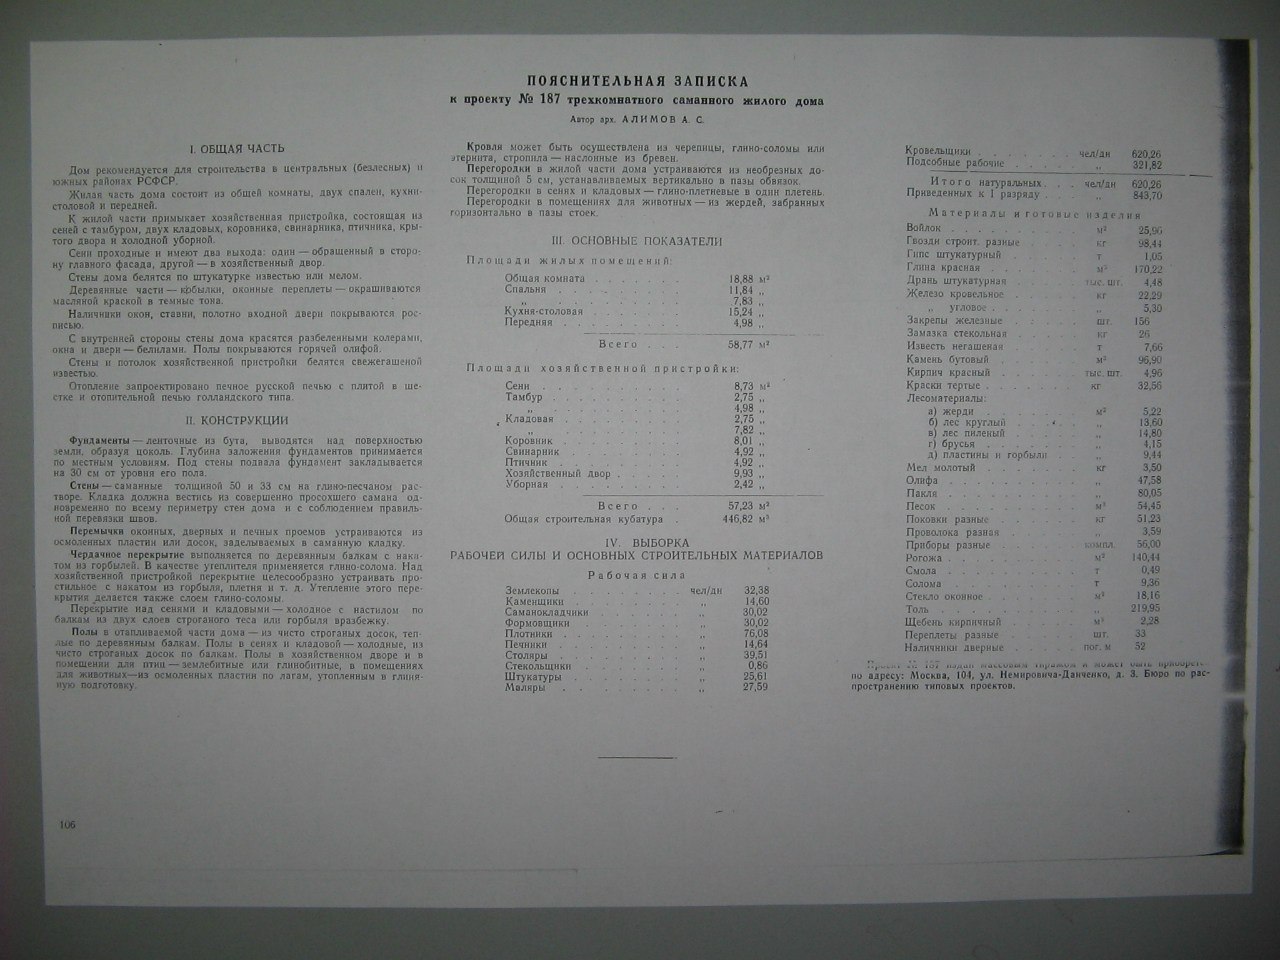 ПОЯСНИТЕЛЬНАЯ ЗАПИСКА
к проекту № 187 трехкомнатного саманного жилого дома
Автор арх. АЛИМОВ А. С.
I. ОБЩАЯ ЧАСТЬ
Дом рекомендуется для строительства в центральных (безлесных) и
южных районах РСФСР.
Жилая часть дома состоит из общей комнаты, двух спален, кухни-
столовой и передней.
К жилой части примыкает хозяйственная пристройка, состоящая из
сеней с тамбуром, двух кладовых, коровника, свинарника, птичника, кры-
того двора и холодной уборной.
Сени проходные и имеют два выхода: один — обращенный в сторо-
ну главного фасада, другой — в хозяйственный двор.
Стены дома белятся по штукатурке известью или мелом.
Деревянные части — кобылки, оконные переплеты — окрашиваются
масляной краской в темные тона.
Наличники окон, ставни, полотно входной двери покрываются рос-
писью.
С внутренней стороны стены дома красятся разбеленными колерами,
окна и двери — белилами. Полы покрываются горячей олифой.
Стены и потолок хозяйственной пристройки белятся свежегашеной
известью.
Отопление запроектировано печное русской печью с плитой в ше-
стке и отопительной печью голландского типа.
II. КОНСТРУКЦИИ
Фундаменты — ленточные из бута, выводятся над поверхностью
земли, образуя цоколь. Глубина заложения фундаментов принимается
по местным условиям. Под стены подвала фундамент закладывается
на 30 см от уровня его пола.
Стены — саманные толщиной 50 и 33 см на глино-песчаном рас-
творе. Кладка должна вестись из совершенно просохшего самана од-
новременно по всему периметру стен дома и с соблюдением правиль-
ной перевязки швов.
Перемычки оконных, дверных и печных проемов устраиваются из
осмоленных пластин или досок, заделываемых в саманную кладку.
Чердачное перекрытие выполняется по деревянным балкам с нака-
том из горбылей. В качестве утеплителя применяется глино-солома. Над
хозяйственной пристройкой перекрытие целесообразно устраивать про-
стильное с накатом из горбыля, плетня и т. д. Утепление этого пере-
крытия делается также слоем глино-соломы.
Перекрытие над сенями и кладовыми — холодное с настилом по
балкам из двух слоев строганого теса или горбыля вразбежку.
Полы в отапливаемой части дома — из чисто строганых досок, теп-
лые по деревянным балкам. Полы в сенях и кладовой — холодные, из
чисто строганых досок по балкам. Полы в хозяйственном дворе и в
помещении для птиц — землебитные или глинобитные, в помещениях
для животных — из осмоленных пластин по лагам, утопленным в глиня-
ную подготовку.
106
Кровля может быть осуществлена из черепицы, глино-соломы или
этернита, стропила — наслонные из бревен.
Перегородки в жилой части дома устраиваются из необрезных до-
сок толщиной 5 см, устанавливаемых вертикально в пазы обвязок.
Перегородки в сенях и кладовых — глино-плетневые в один плетень.
Перегородки в помещениях для животных — из жердей, забранных
горизонтально в пазы стоек.
III. ОСНОВНЫЕ ПОКАЗАТЕЛИ
Площади жилых помещений:
Общая комната . . . 18,88 м²
Спальня . . . 11,84 „
„ . . . 7,83 „
Кухня-столовая . . . 15,24 „
Передняя . . . 4,98 „
Всего . . . 58,77 м²
Площади хозяйственной пристройки:
Сени . . . 8,73 м²
Тамбур . . . 2,75 „
„ . . . 4,98 „
Кладовая . . . 2,75 „
„ . . . 7,82 „
Коровник . . . 8,01 „
Свинарник . . . 4,92 „
Птичник . . . 4,92 „
Хозяйственный двор . . . 9,93 „
Уборная . . . 2,42 „
Всего . . . 57,23 м²
Общая строительная кубатура . 446,82 м³
IV. ВЫБОРКА
РАБОЧЕЙ СИЛЫ И ОСНОВНЫХ СТРОИТЕЛЬНЫХ МАТЕРИАЛОВ
Рабочая сила
Землекопы . . . чел/дн 32,38
Каменщики . . . „ 14,60
Саманокладчики . . . „ 30,02
Формовщики . . . „ 30,02
Плотники . . . „ 76,08
Печники . . . „ 14,64
Столяры . . . „ 39,51
Стекольщики . . . „ 0,86
Штукатуры . . . „ 25,61
Маляры . . . „ 27,59
Кровельщики . . . чел/дн 620,26
Подсобные рабочие . . . „ 321,82
Итого натуральных . . . чел/дн 620,26
Приведенных к 1 разряду . . . „ 843,70
Материалы и готовые изделия
Войлок . . . м² 25,96
Гвозди строит. разные . . . кг 98,44
Гипс штукатурный . . . т 1,05
Глина красная . . . м³ 170,22
Дрань штукатурная . . . тыс. шт. 4,48
Железо кровельное . . . кг 22,29
„ угловое . . . „ 5,30
Закрепы железные . . . шт. 156
Замазка стекольная . . . кг 26
Известь негашеная . . . т 7,66
Камень бутовый . . . м³ 96,90
Кирпич красный . . . тыс. шт. 4,96
Краски тертые . . . кг 32,56
Лесоматериалы:
а) жерди . . . м³ 5,22
б) лес круглый . . . „ 13,60
в) лес пиленый . . . „ 14,80
г) брусья . . . „ 4,15
д) пластины и горбыли . . . „ 9,44
Мел молотый . . . кг 3,50
Олифа . . . „ 47,58
Пакля . . . „ 80,05
Песок . . . м³ 54,45
Поковки разные . . . кг 51,23
Проволока разная . . . „ 3,59
Приборы разные . . . компл. 56,00
Рогожа . . . м² 140,44
Смола . . . т 0,49
Солома . . . т 9,36
Стекло оконное . . . м² 18,16
Толь . . . „ 219,95
Щебень кирпичный . . . м³ 2,28
Переплеты разные . . . шт. 33
Наличники дверные . . . пог. м 52
Проект № 187 издан массовым тиражом и может быть приобретен
по адресу: Москва, 104, ул. Немировича-Данченко, д. 3. Бюро по рас-
пространению типовых проектов.